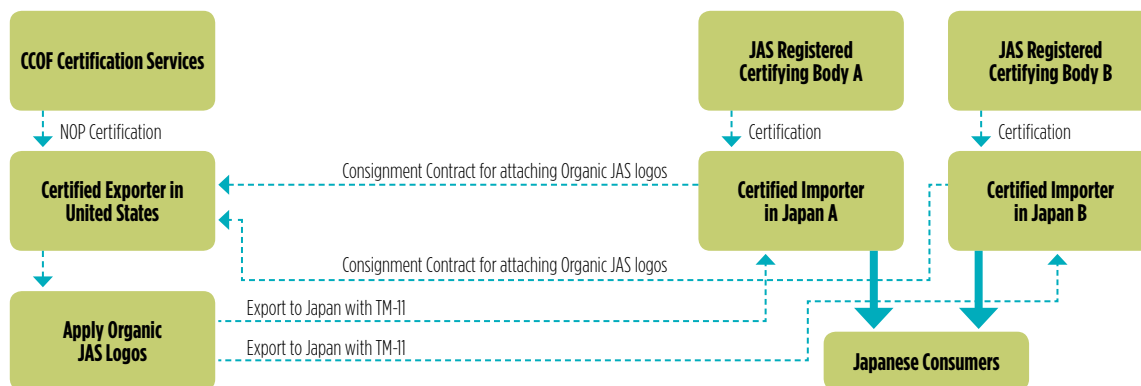 CCOF Certification Services
JAS Registered
Certifying Body A
JAS Registered
Certifying Body B
NOP Certification
Certification
Certification
Certified Exporter in
United States
Consignment Contract for attaching Organic JAS logos
Certified Importer
in Japan A
Certified Importer
in Japan B
Consignment Contract for attaching Organic JAS logos
Apply Organic
JAS Logos
Export to Japan with TM-11
Export to Japan with TM-11
Japanese Consumers